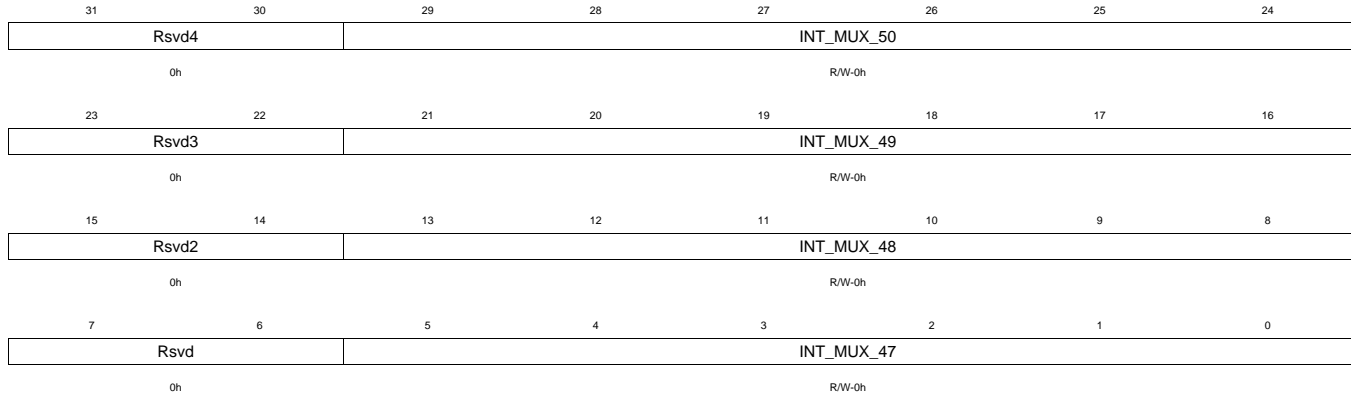 31 30 29 28 27 26 25 24
Rsvd4 INT_MUX_50
0h R/W-0h
23 22 21 20 19 18 17 16
Rsvd3 INT_MUX_49
0h R/W-0h
15 14 13 12 11 10 9 8
Rsvd2 INT_MUX_48
0h R/W-0h
7 6 5 4 3 2 1 0
Rsvd INT_MUX_47
0h R/W-0h